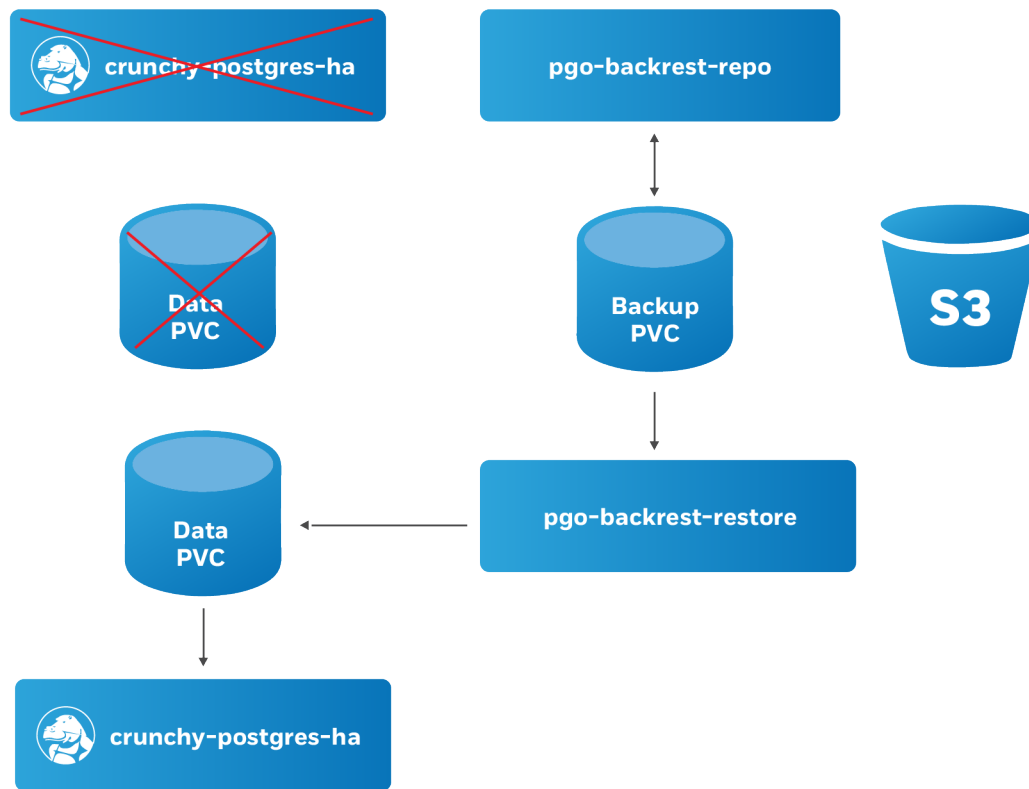 crunchy-postgres-ha
pgo-backrest-repo
Data
PVC
Backup
PVC
S3
Data
PVC
pgo-backrest-restore
crunchy-postgres-ha